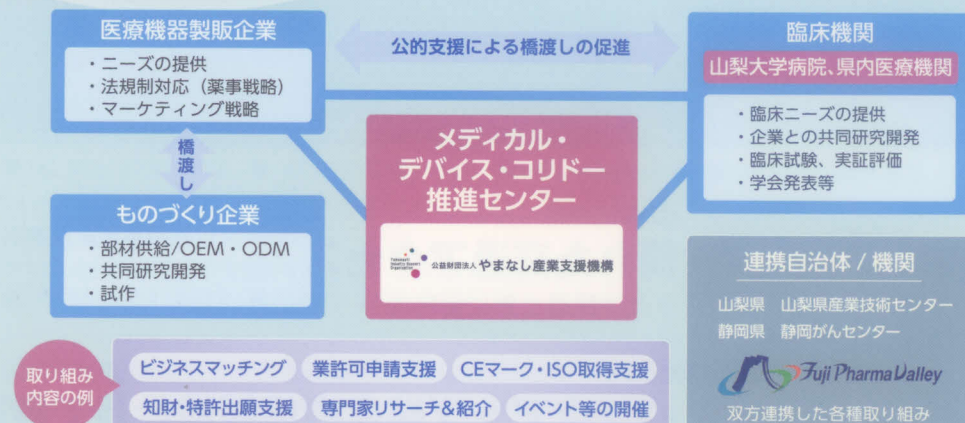 医療機器製販企業
・ニーズの提供
・法規制対応（薬事戦略）
・マーケティング戦略
公的支援による橋渡しの促進
臨床機関
山梨大学病院、県内医療機関
・臨床ニーズの提供
・企業との共同研究開発
・臨床試験、実証評価
・学会発表等
橋渡し
メディカル・
デバイス・コリドー
推進センター
Yamanashi
Industry Support
Organization
公益財団法人 やまなし産業支援機構
ものづくり企業
・部材供給/OEM・ODM
・共同研究開発
・試作
連携自治体 / 機関
山梨県 山梨県産業技術センター
静岡県 静岡がんセンター
Fuji Pharma Valley
双方連携した各種取り組み
取り組み
内容の例
ビジネスマッチング 業許可申請支援 CEマーク・ISO取得支援
知財・特許出願支援 専門家リサーチ&紹介 イベント等の開催